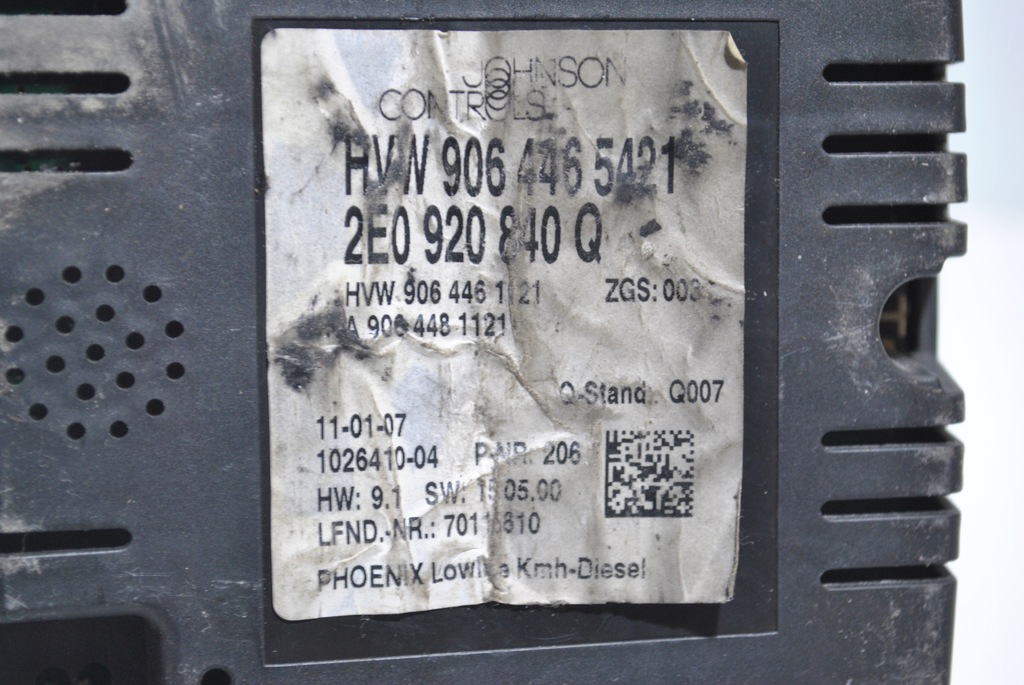 JOHNSON
CONTROLS
HVW 906 446 5421
2E0 920 840 Q
HVW 906 446 1121 ZGS: 003
A 906 448 1121
Q-Stand: Q007
11-01-07
1026410-04 P-NR: 206
HW: 9.1 SW: 05.00
LFND.-NR.:
PHOENIX Lowline Kmh-Diesel